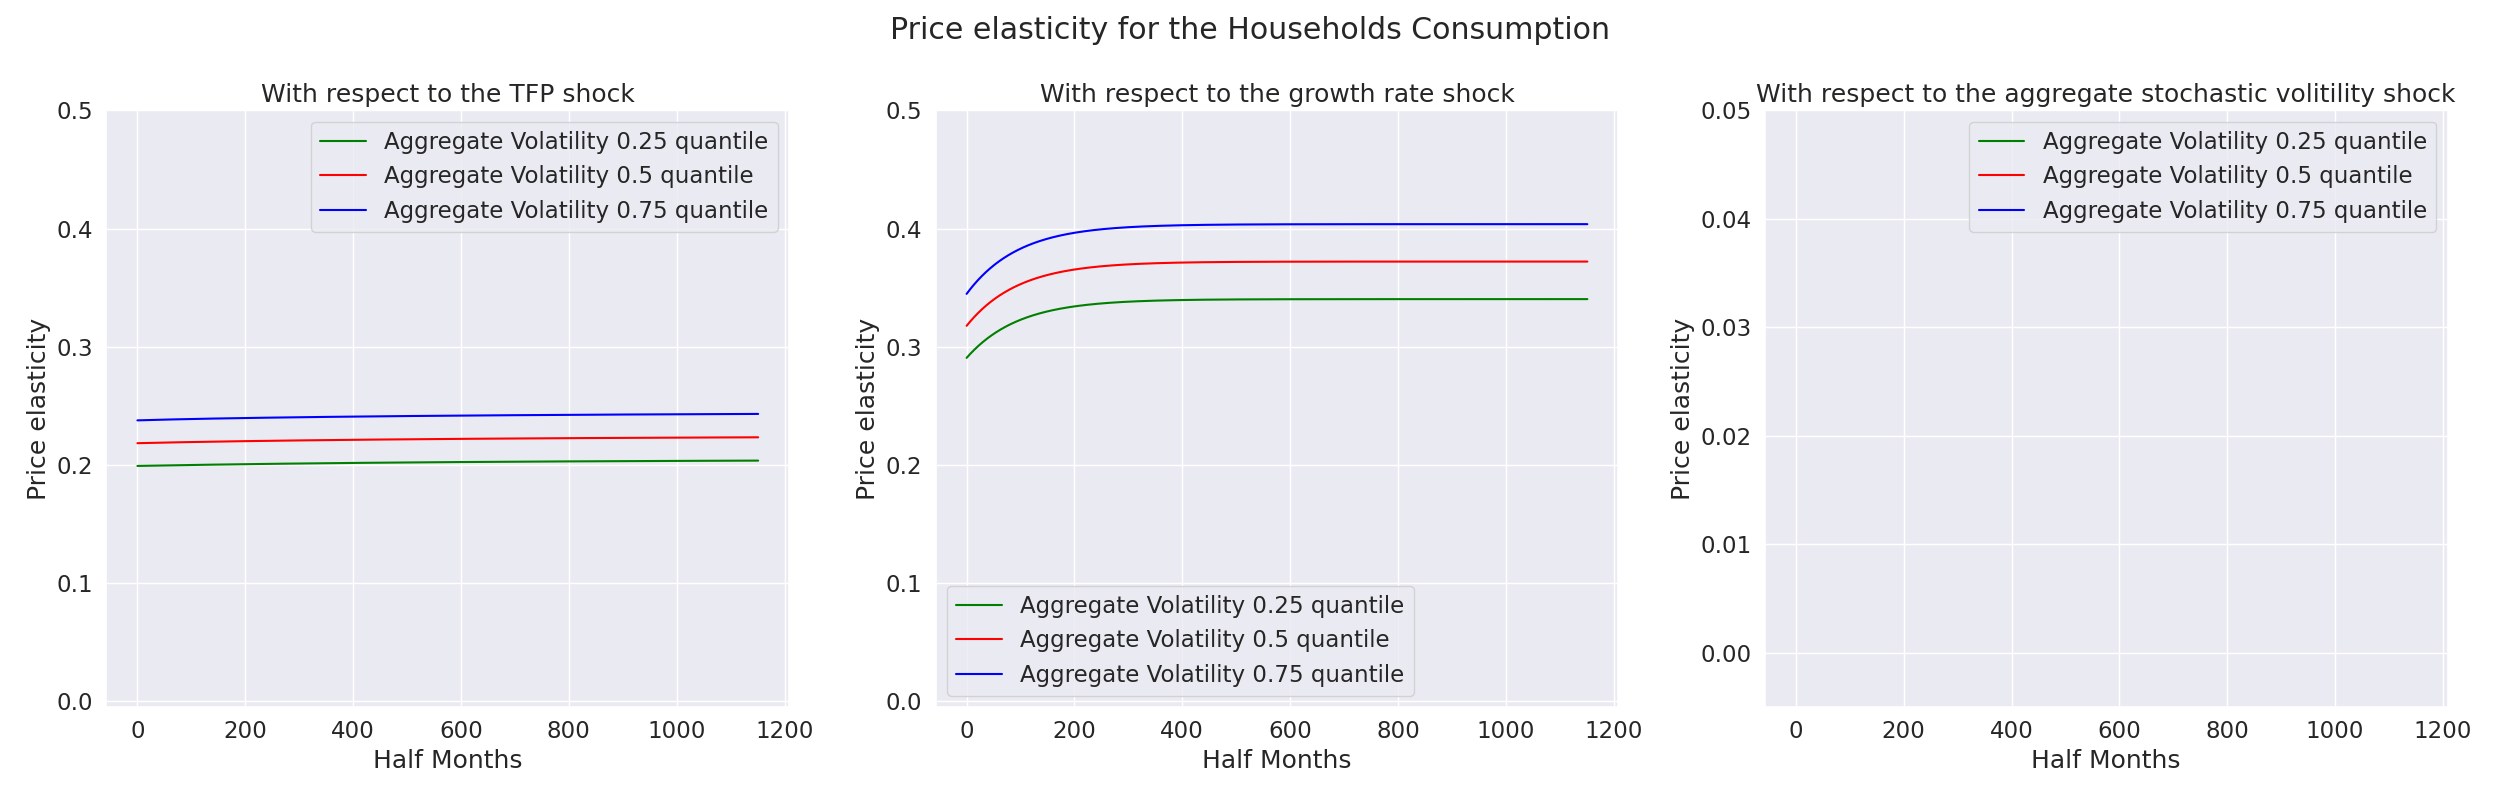 Price elasticity for the Households Consumption
With respect to the TFP shock
0.5
0.4
0.3
0.2
0.1
0.0
Price elasticity
Aggregate Volatility 0.25 quantile
Aggregate Volatility 0.5 quantile
Aggregate Volatility 0.75 quantile
0 200 400 600 800 1000 1200
Half Months
With respect to the growth rate shock
0.5
0.4
0.3
0.2
0.1
0.0
Price elasticity
Aggregate Volatility 0.25 quantile
Aggregate Volatility 0.5 quantile
Aggregate Volatility 0.75 quantile
0 200 400 600 800 1000 1200
Half Months
With respect to the aggregate stochastic volitility shock
0.05
0.04
0.03
0.02
0.01
0.00
Price elasticity
Aggregate Volatility 0.25 quantile
Aggregate Volatility 0.5 quantile
Aggregate Volatility 0.75 quantile
0 200 400 600 800 1000 1200
Half Months